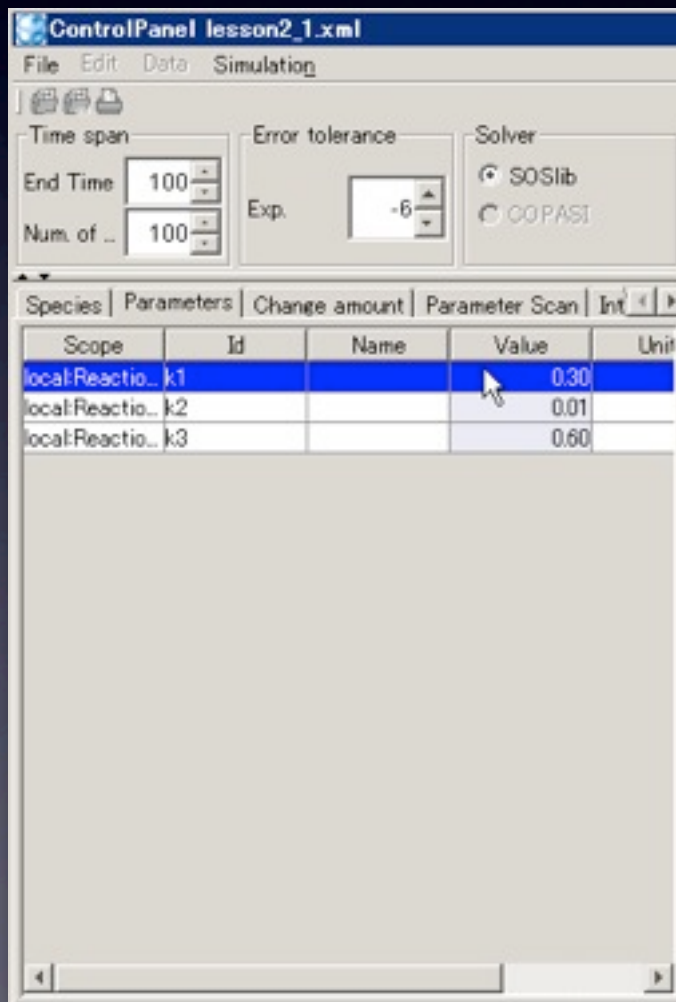 ControlPanel lesson2_1.xml
File Edit Data Simulation
Time span
Error tolerance
Solver
End Time 100
Exp. -6
SOSlib
COPASI
Num. of .. 100
Species Parameters Change amount Parameter Scan Int
Scope Id Name Value Unit
local:Reactio... k1 0.30
local:Reactio... k2 0.01
local:Reactio... k3 0.60